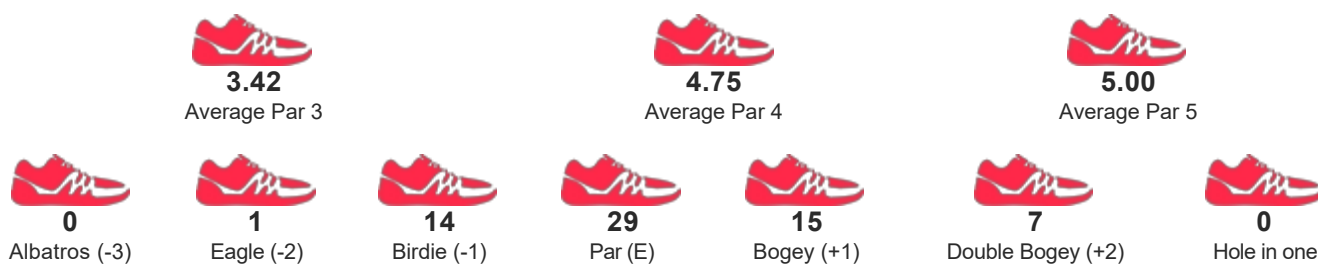 3.42 4.75 5.00
Average Par 3 Average Par 4 Average Par 5
0 1 14 29 15 7 0
Albatros (-3) Eagle (-2) Birdie (-1) Par (E) Bogey (+1) Double Bogey (+2) Hole in one